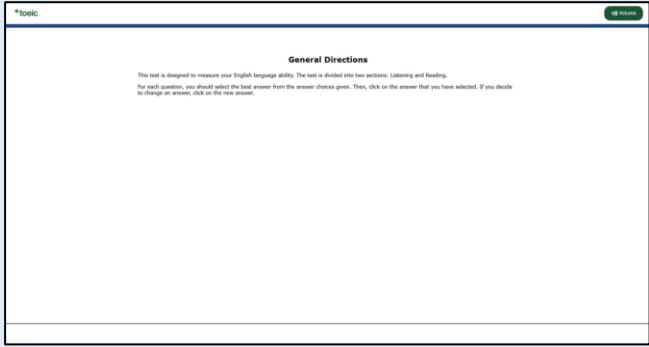 toeic.
Volume
General Directions
This test is designed to measure your English language ability. The test is divided into two sections: Listening and Reading.
For each question, you should select the best answer from the answer choices given. Then, click on the answer that you have selected. If you decide
to change an answer, click on the new answer.